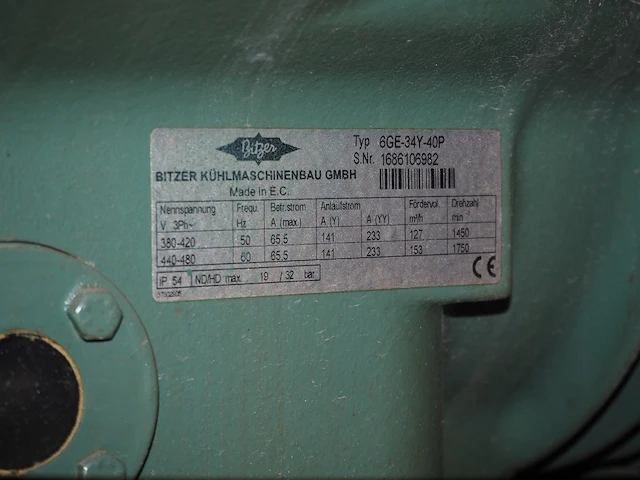 Bitzer
Typ 6GE-34Y-40P
S.Nr. 1686106982
BITZER KÜHLMASCHINENBAU GMBH
Made in E.C.
Nennspannung Frequ. Betr.strom Anlaufstrom Fördervol. Drehzahl
V 3Ph~ Hz A (max.) A (Y) A (YY) m³/h min
380-420 50 65.5 141 233 127 1450
440-480 60 65.5 141 233 153 1750
IP 54 ND/HD max. 19 / 32 bar
CE